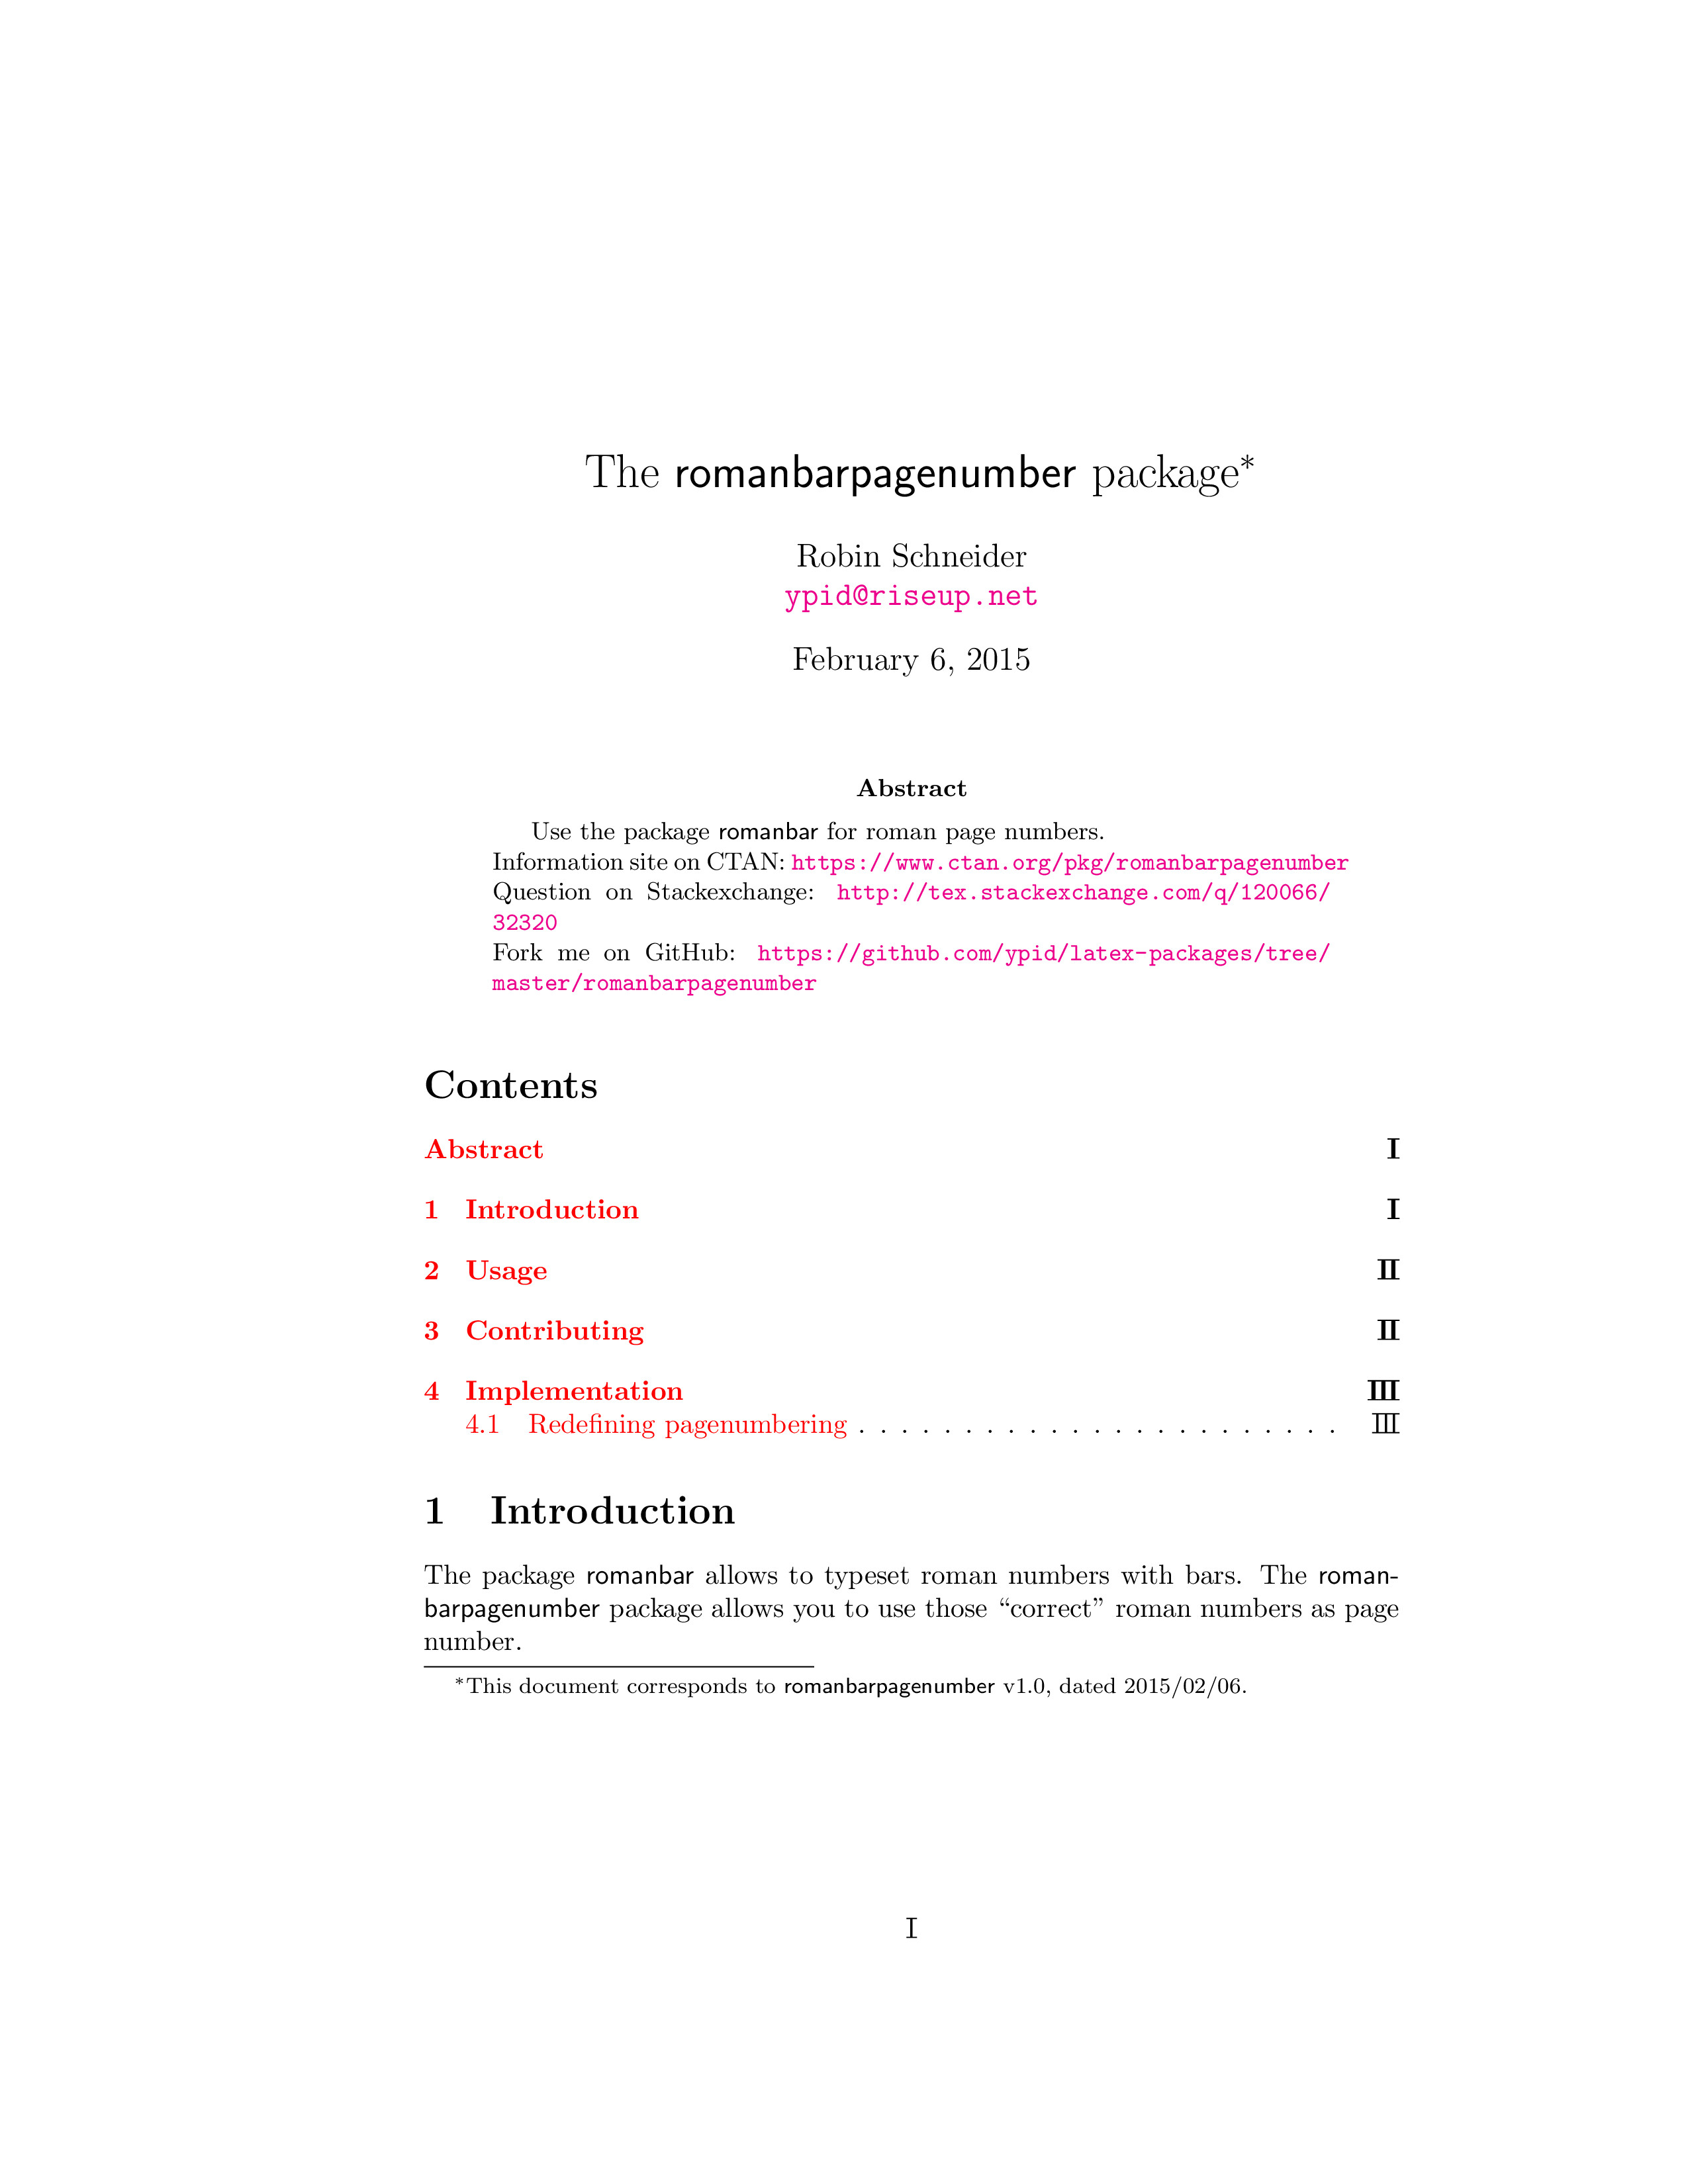 The romanbarpagenumber package*
Robin Schneider
ypid@riseup.net
February 6, 2015
Abstract
Use the package romanbar for roman page numbers.
Information site on CTAN: https://www.ctan.org/pkg/romanbarpagenumber
Question on Stackexchange: http://tex.stackexchange.com/q/120066/
32320
Fork me on GitHub: https://github.com/ypid/latex-packages/tree/
master/romanbarpagenumber
Contents
Abstract I
1 Introduction I
2 Usage II
3 Contributing II
4 Implementation III
4.1 Redefining pagenumbering . . . . . . . . . . . . . . . . . . . . . . . III
1 Introduction
The package romanbar allows to typeset roman numbers with bars. The roman-
barpagenumber package allows you to use those “correct” roman numbers as page
number.
*This document corresponds to romanbarpagenumber v1.0, dated 2015/02/06.
I